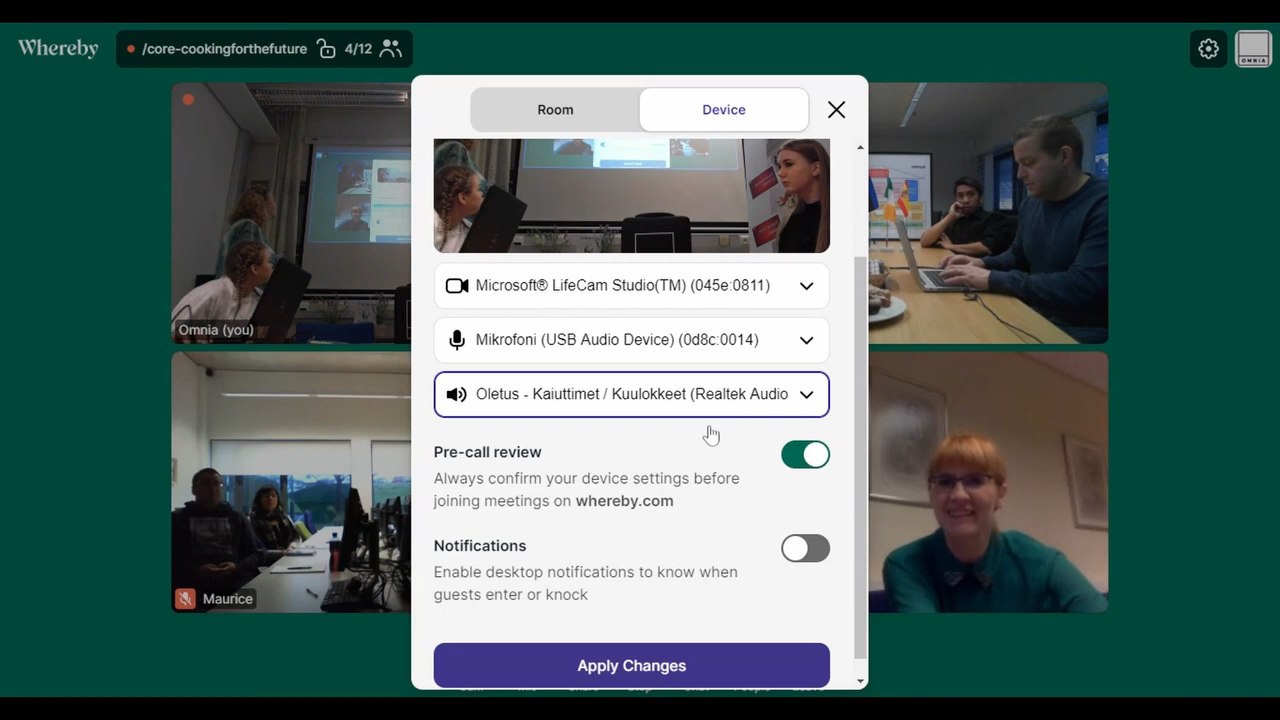 Whereby
/core-cookingforthefuture 4/12
OMNIA
Room
Device
Microsoft® LifeCam Studio(TM) (045e:0811)
Mikrofoni (USB Audio Device) (0d8c:0014)
Oletus - Kaiuttimet / Kuulokkeet (Realtek Audio
Pre-call review
Always confirm your device settings before
joining meetings on whereby.com
Notifications
Enable desktop notifications to know when
guests enter or knock
Apply Changes
Omnia (you)
Maurice